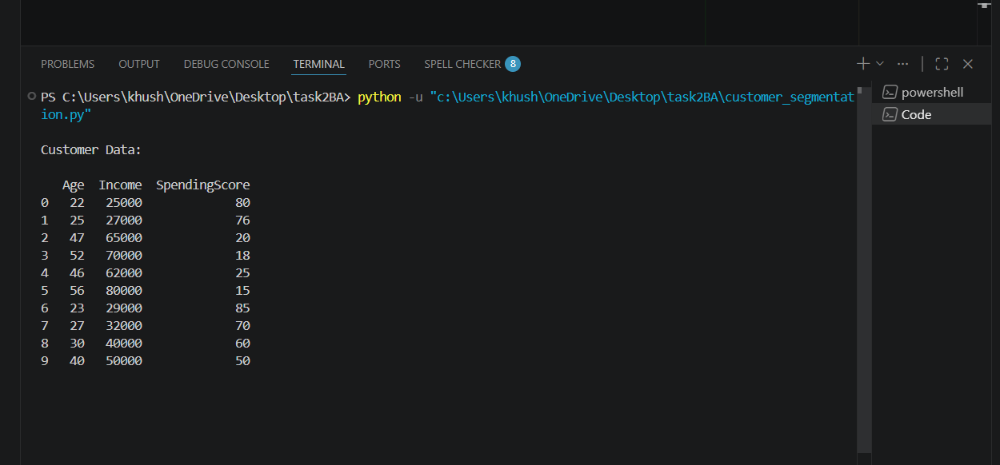 PROBLEMS OUTPUT DEBUG CONSOLE TERMINAL PORTS SPELL CHECKER 8
PS C:\Users\khush\OneDrive\Desktop\task2BA> python -u "c:\Users\khush\OneDrive\Desktop\task2BA\customer_segmentat
ion.py"
Customer Data:
Age Income SpendingScore
0 22 25000 80
1 25 27000 76
2 47 65000 20
3 52 70000 18
4 46 62000 25
5 56 80000 15
6 23 29000 85
7 27 32000 70
8 30 40000 60
9 40 50000 50
powershell
Code